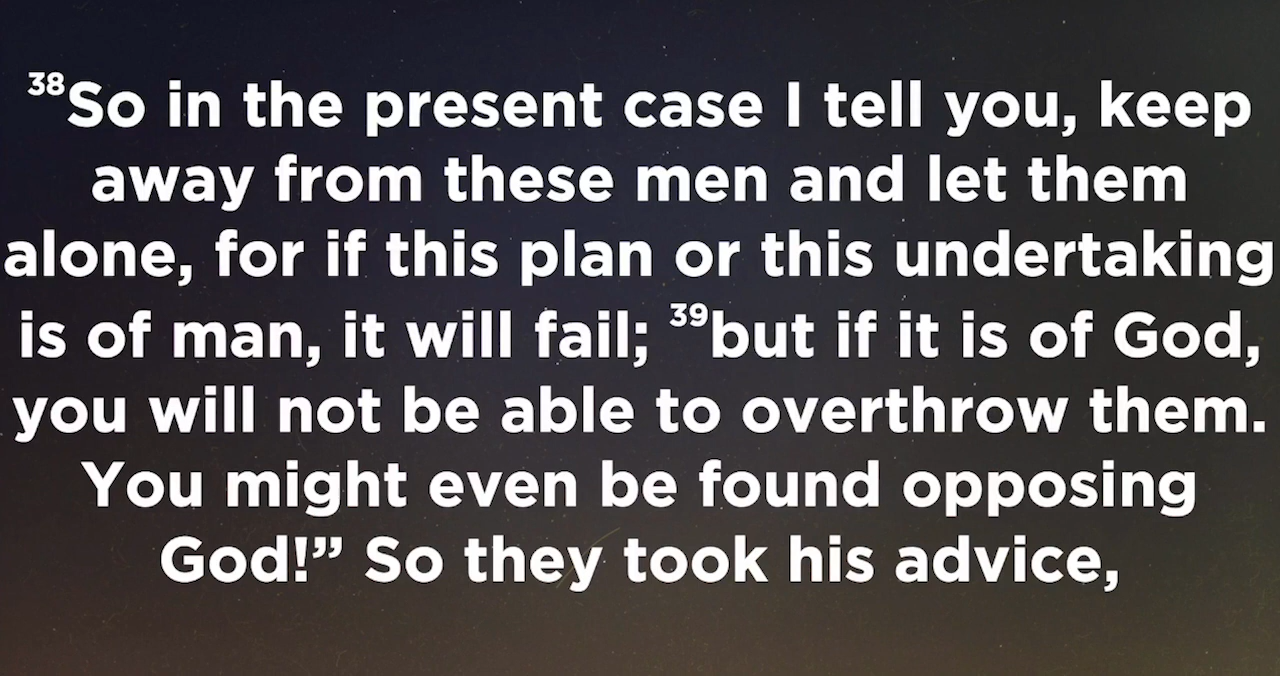 38So in the present case I tell you, keep
away from these men and let them
alone, for if this plan or this undertaking
is of man, it will fail; 39but if it is of God,
you will not be able to overthrow them.
You might even be found opposing
God!” So they took his advice,